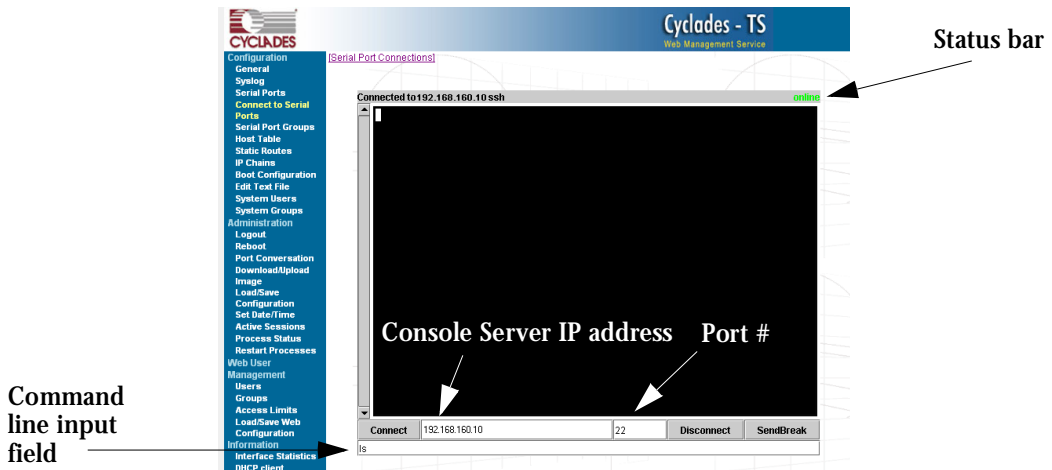 CYCLADES
Cyclades - TS
Web Management Service
Status bar
Configuration
General
Syslog
Serial Ports
Connect to Serial
Ports
Serial Port Groups
Host Table
Static Routes
IP Chains
Boot Configuration
Edit Text File
System Users
System Groups
Administration
Logout
Reboot
Port Conversation
Download/Upload
Image
Load/Save
Configuration
Set Date/Time
Active Sessions
Process Status
Restart Processes
Web User
Management
Users
Groups
Access Limits
Load/Save Web
Configuration
Information
Interface Statistics
DHCP client
[Serial Port Connections]
Connected to192.168.160.10 ssh
online
Console Server IP address
Port #
Connect
192.168.160.10
22
Disconnect
SendBreak
ls
Command
line input
field